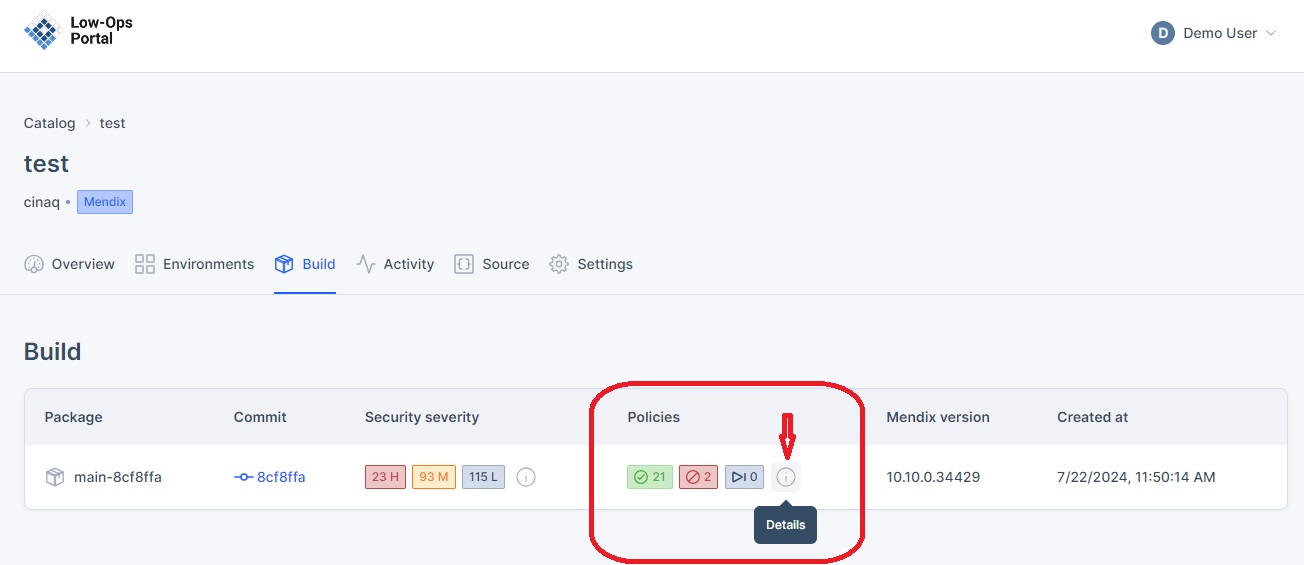 Low-Ops
Portal
D Demo User
Catalog > test
test
cinaq • Mendix
Overview Environments Build Activity Source Settings
Build
Package Commit Security severity Policies Mendix version Created at
main-8cf8ffa 8cf8ffa 23 H 93 M 115 L 21 2 0 10.10.0.34429 7/22/2024, 11:50:14 AM
Details